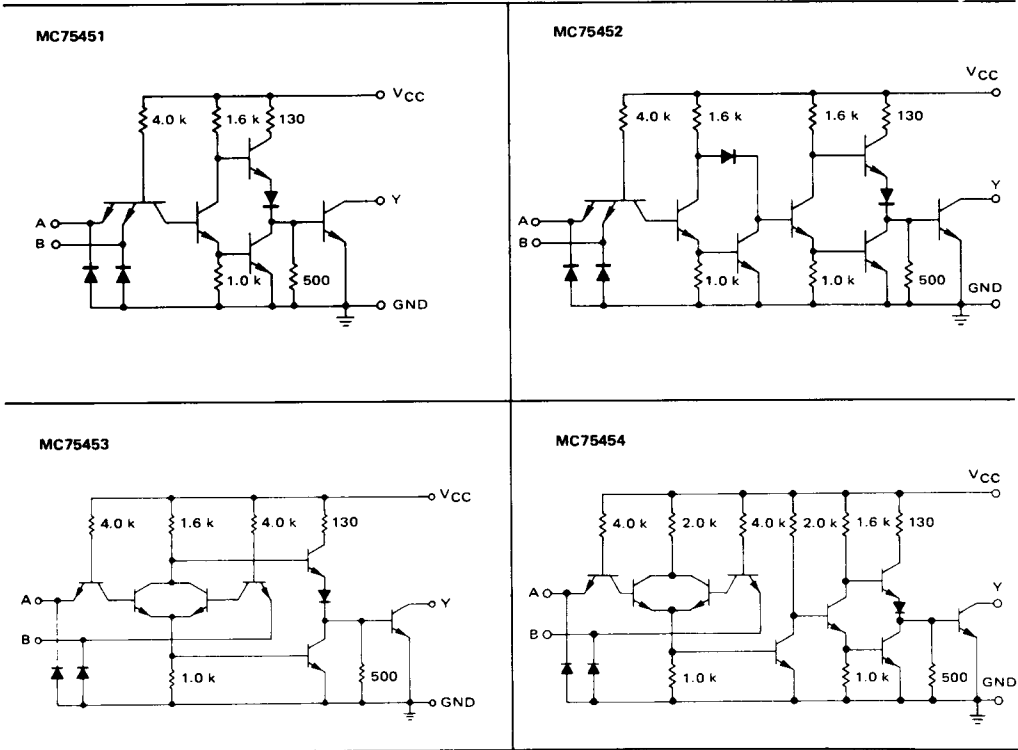 MC75451
VCC
4.0 k 1.6 k 130
A
B
Y
1.0 k 500
GND
MC75452
VCC
4.0 k 1.6 k 1.6 k 130
A
B
Y
1.0 k 1.0 k 500
GND
MC75453
VCC
4.0 k 1.6 k 4.0 k 130
A
B
Y
1.0 k 500
GND
MC75454
VCC
4.0 k 2.0 k 4.0 k 2.0 k 1.6 k 130
A
B
Y
1.0 k 1.0 k 500
GND